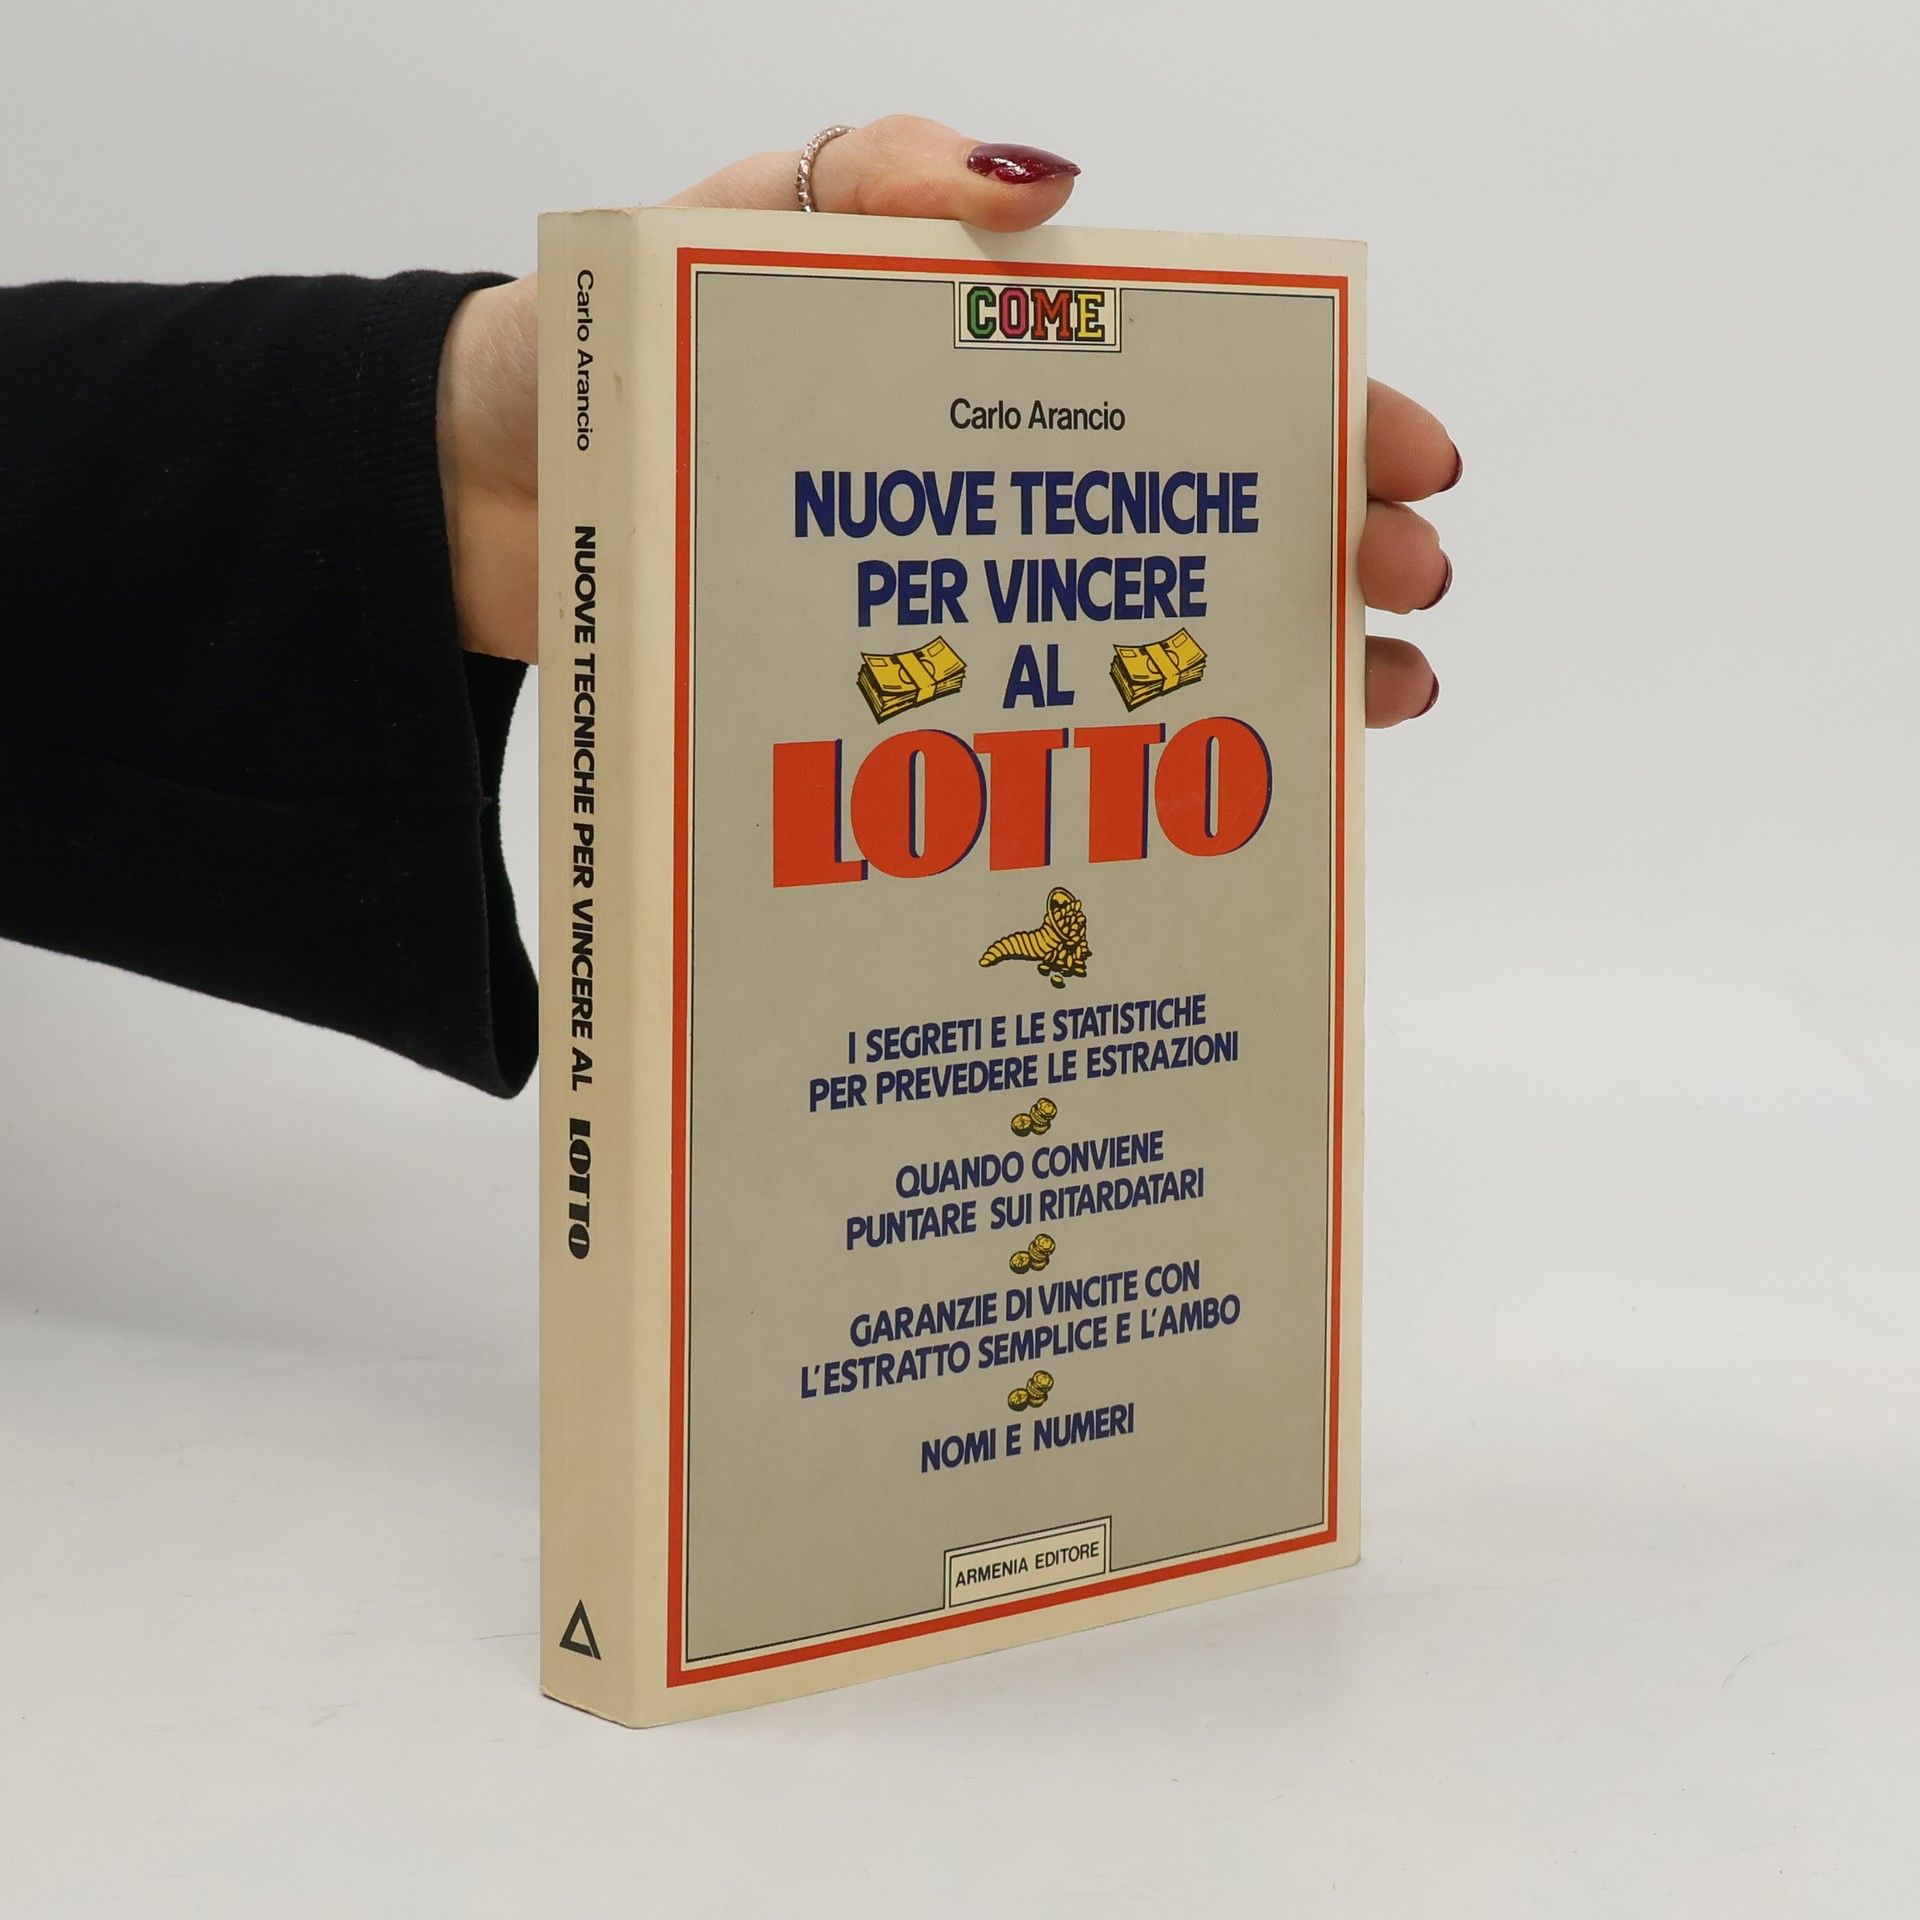 Carlo Arancio NUOVE TECNICHE PER VINCERE AL LOTTO
COME
Carlo Arancio
NUOVE TECNICHE
PER VINCERE
AL
LOTTO
I SEGRETI E LE STATISTICHE
PER PREVEDERE LE ESTRAZIONI
QUANDO CONVIENE
PUNTARE SUI RITARDATARI
GARANZIE DI VINCITE CON
L'ESTRATTO SEMPLICE E L'AMBO
NOMI E NUMERI
ARMENIA EDITORE